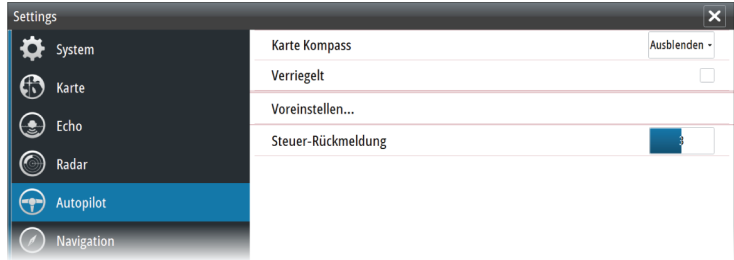 Settings
System
Karte
Echo
Radar
Autopilot
Navigation
Karte Kompass
Ausblenden
Verriegelt
Voreinstellen...
Steuer-Rückmeldung